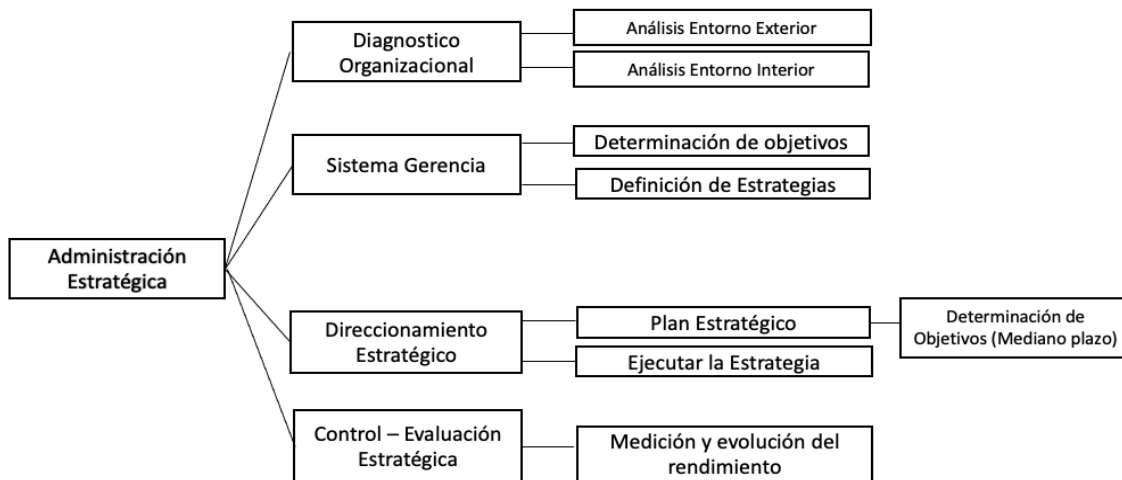 Diagnostico
Organizacional
Análisis Entorno Exterior
Análisis Entorno Interior
Sistema Gerencia
Determinación de objetivos
Definición de Estrategias
Administración
Estratégica
Direccionamiento
Estratégico
Plan Estratégico
Ejecutar la Estrategia
Determinación de
Objetivos (Mediano plazo)
Control – Evaluación
Estratégica
Medición y evolución del
rendimiento